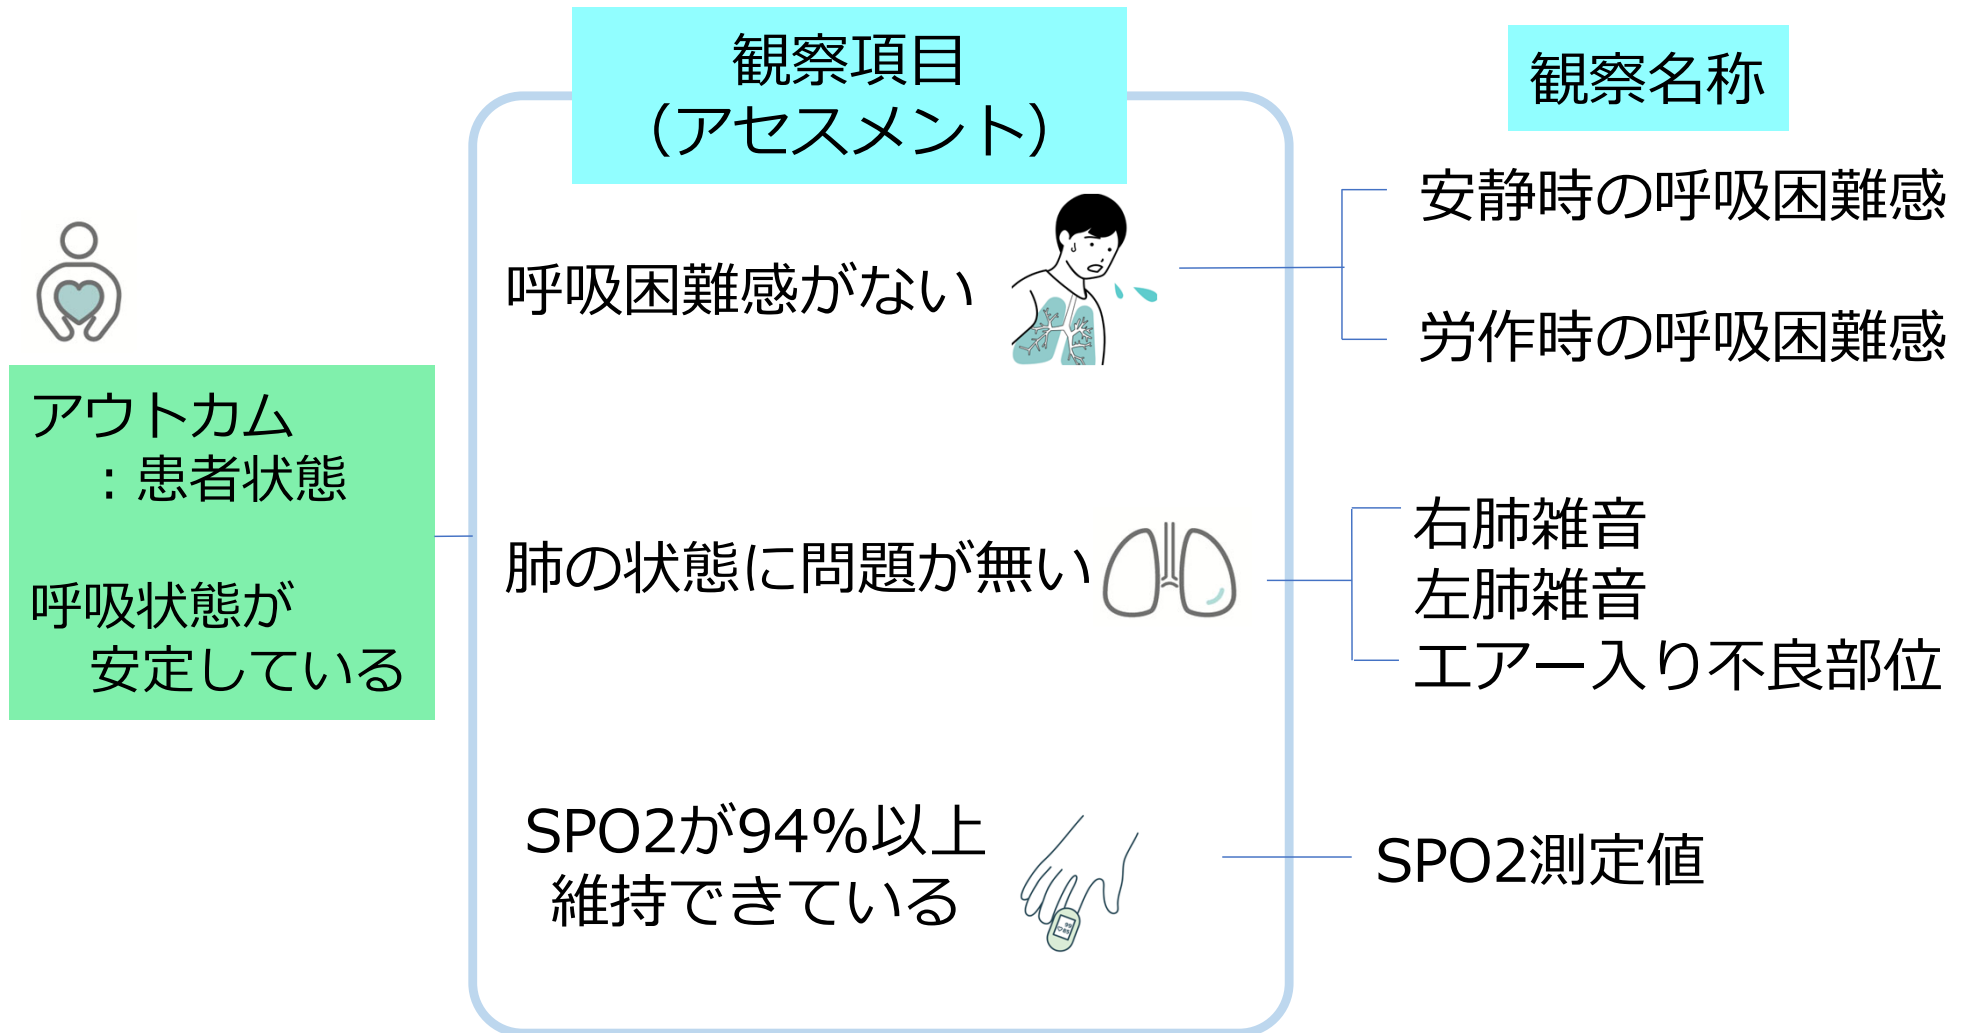 観察項目
（アセスメント）
観察名称
アウトカム
：患者状態
呼吸状態が
安定している
呼吸困難感がない
安静時の呼吸困難感
労作時の呼吸困難感
肺の状態に問題が無い
右肺雑音
左肺雑音
エアー入り不良部位
SPO2が94%以上
維持できている
SPO2測定値